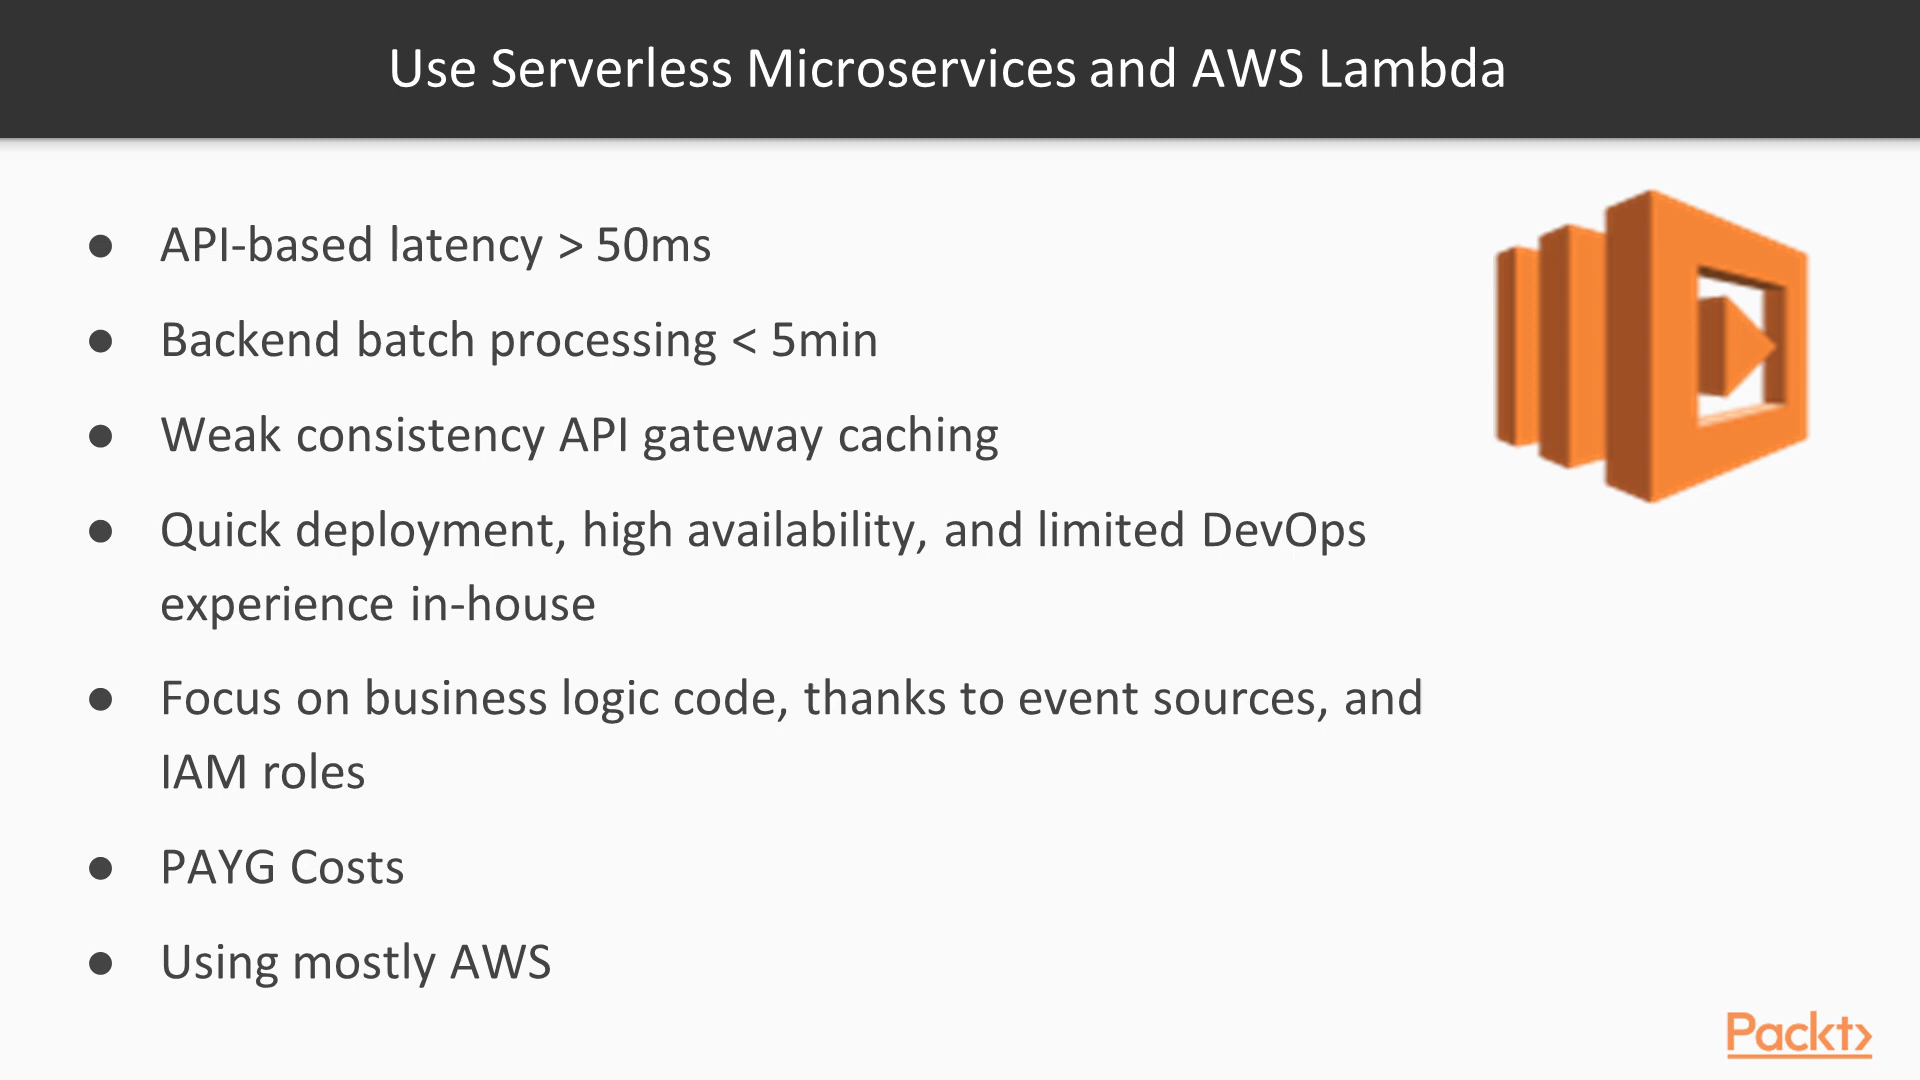 Use Serverless Microservices and AWS Lambda
● API-based latency > 50ms
● Backend batch processing < 5min
● Weak consistency API gateway caching
● Quick deployment, high availability, and limited DevOps
experience in-house
● Focus on business logic code, thanks to event sources, and
IAM roles
● PAYG Costs
● Using mostly AWS
Packt>